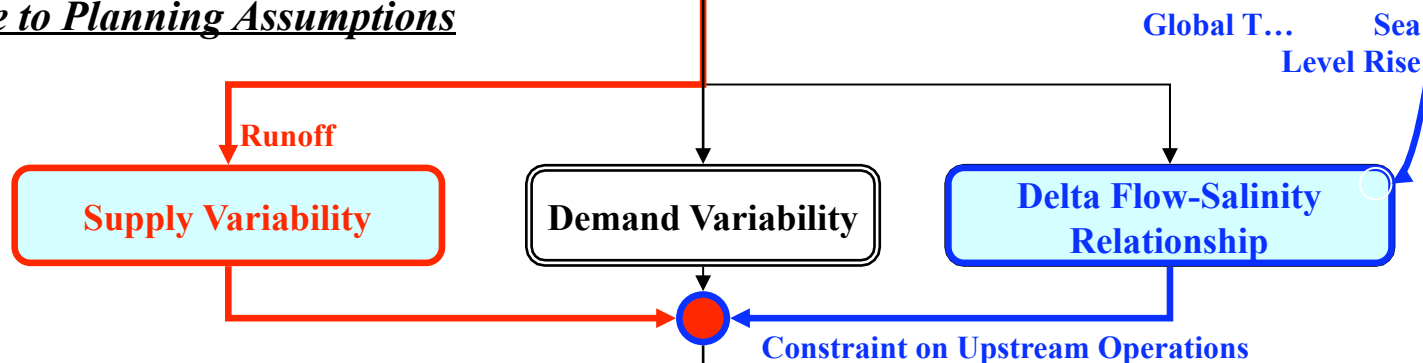 to Planning Assumptions
Global T… Sea
Level Rise
Runoff
Supply Variability
Demand Variability
Delta Flow-Salinity
Relationship
Constraint on Upstream Operations